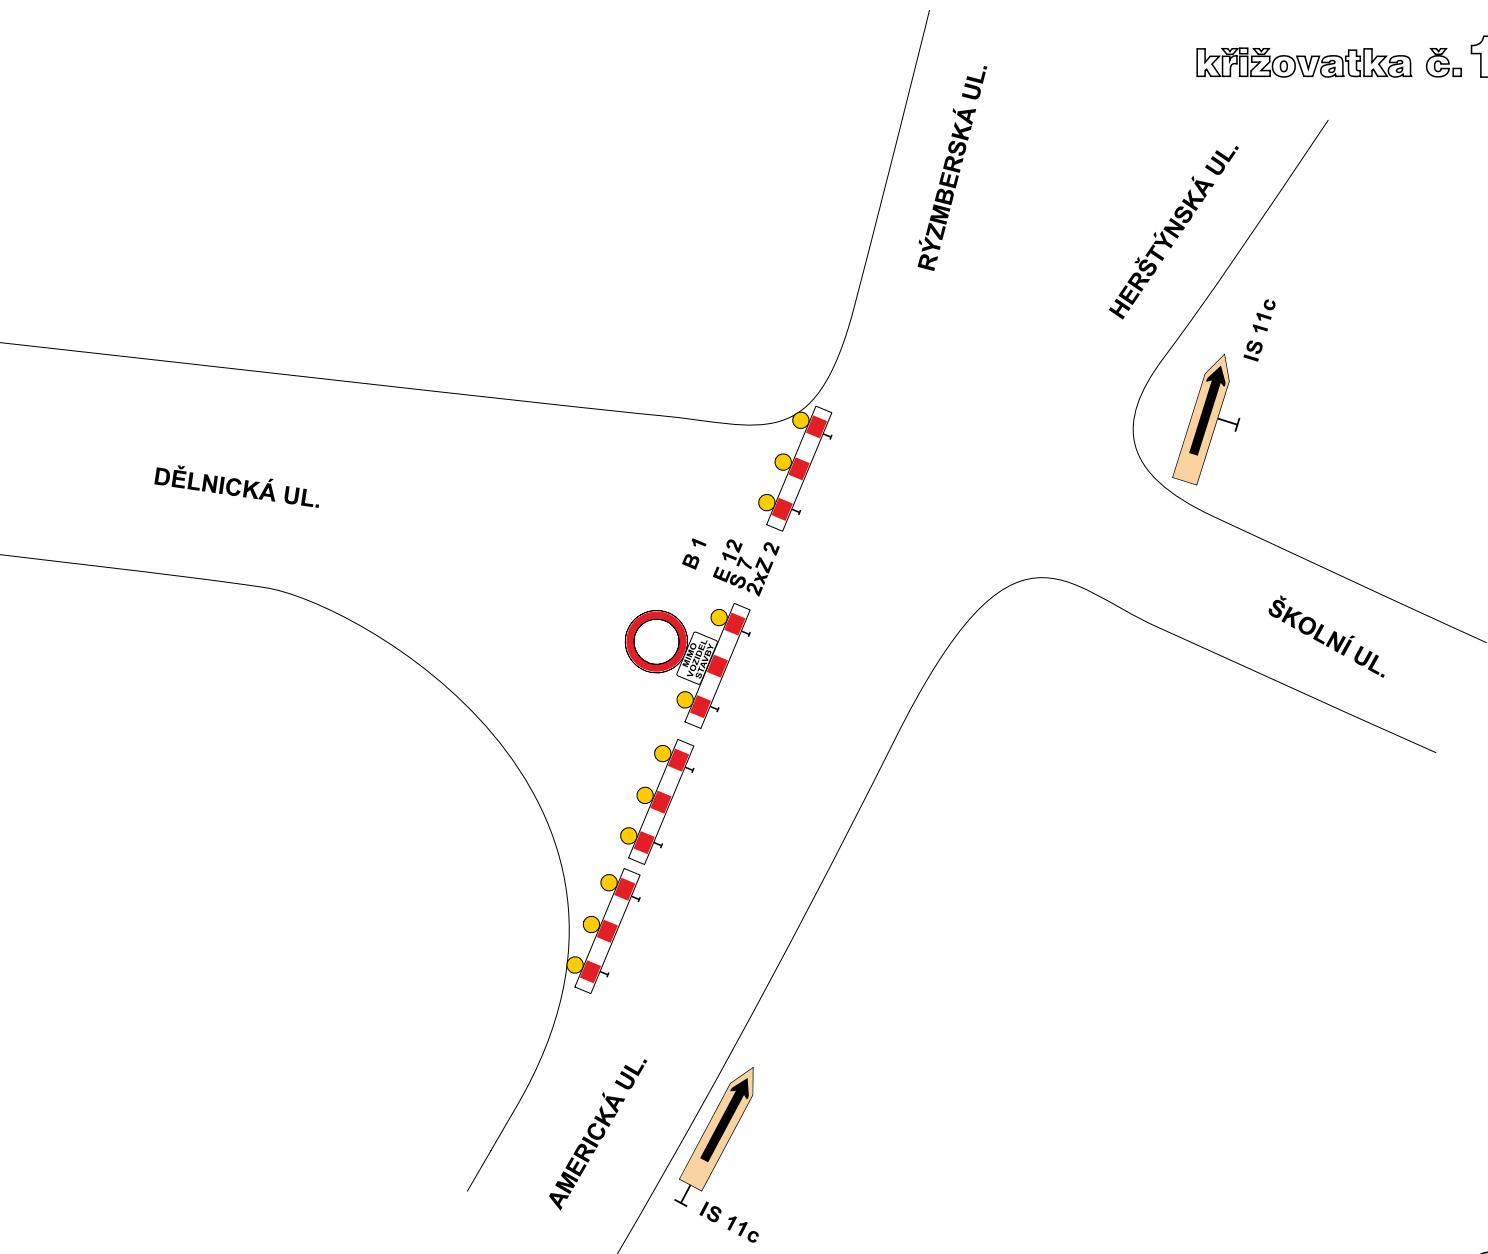 křižovatka č.1
RÝZMBERSKÁ UL.
HERŠTÝNSKÁ UL.
IS 11c
DĚLNICKÁ UL.
B 1
E 12
S 7
2xZ 2
MIMO
VOZIDEL
STAVBY
ŠKOLNÍ UL.
AMERICKÁ UL.
IS 11c